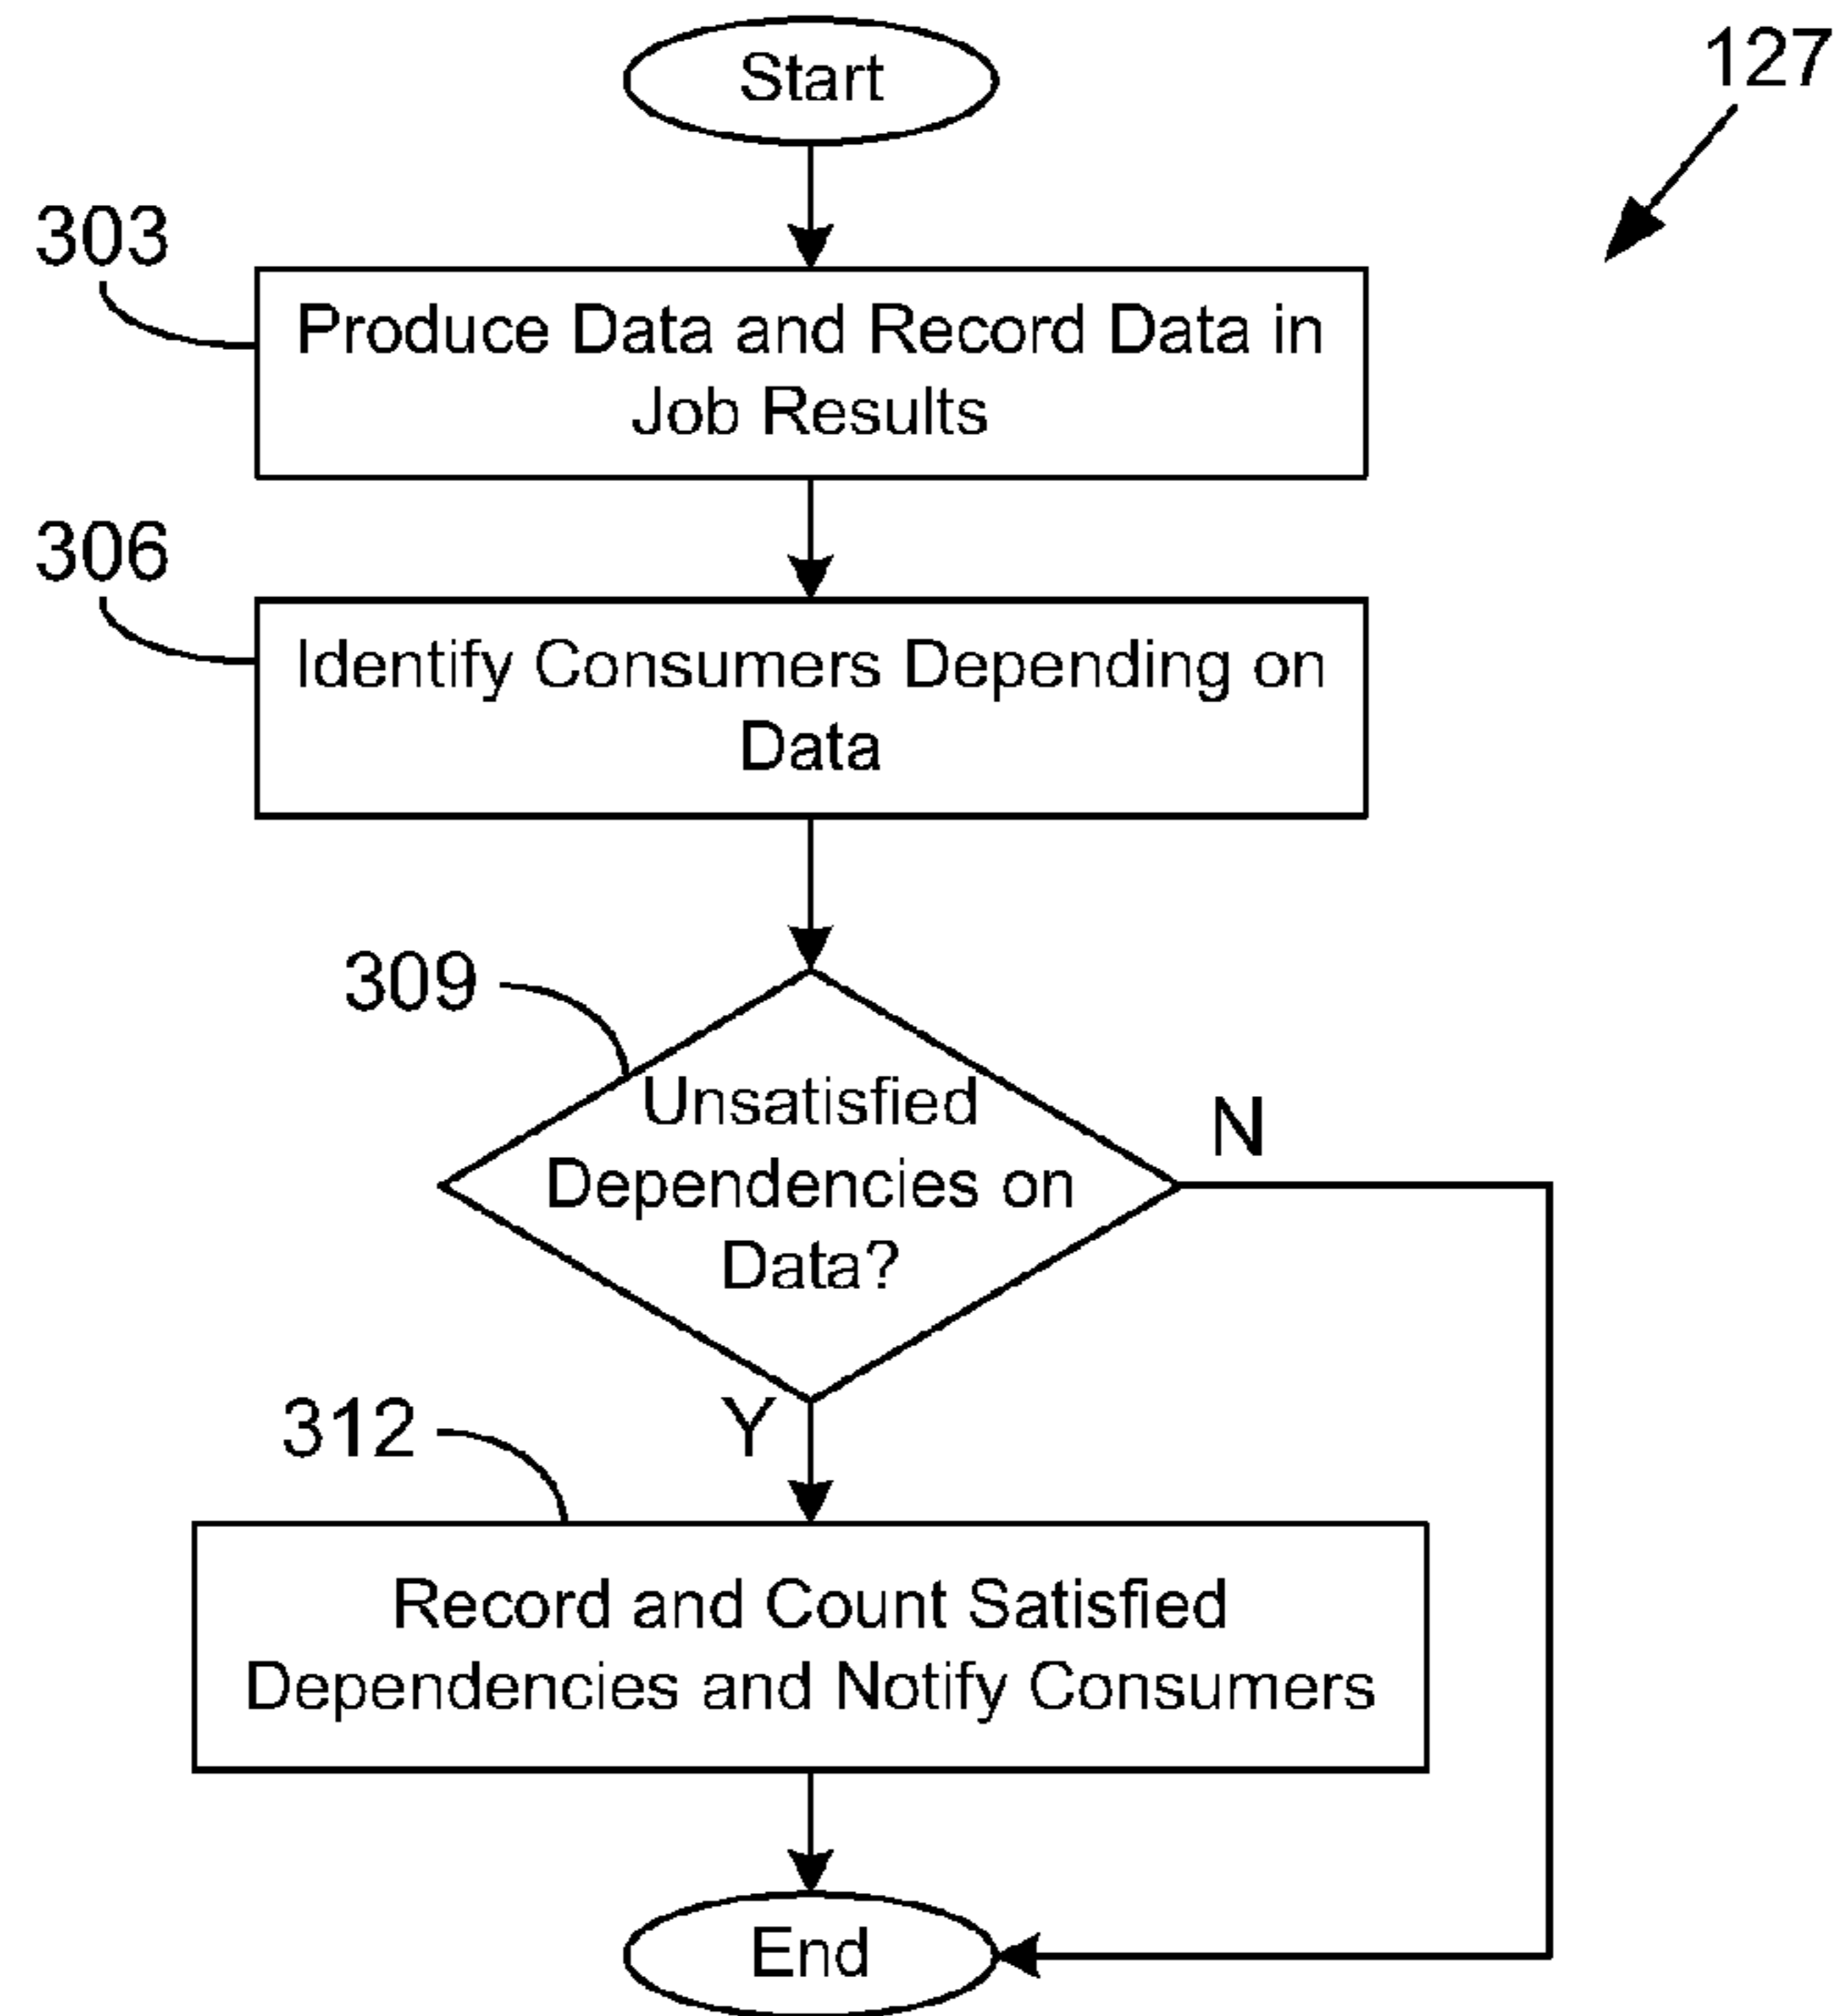 Start
127
303
Produce Data and Record Data in
Job Results
306
Identify Consumers Depending on
Data
309
Unsatisfied
Dependencies on
Data?
N
Y
312
Record and Count Satisfied
Dependencies and Notify Consumers
End